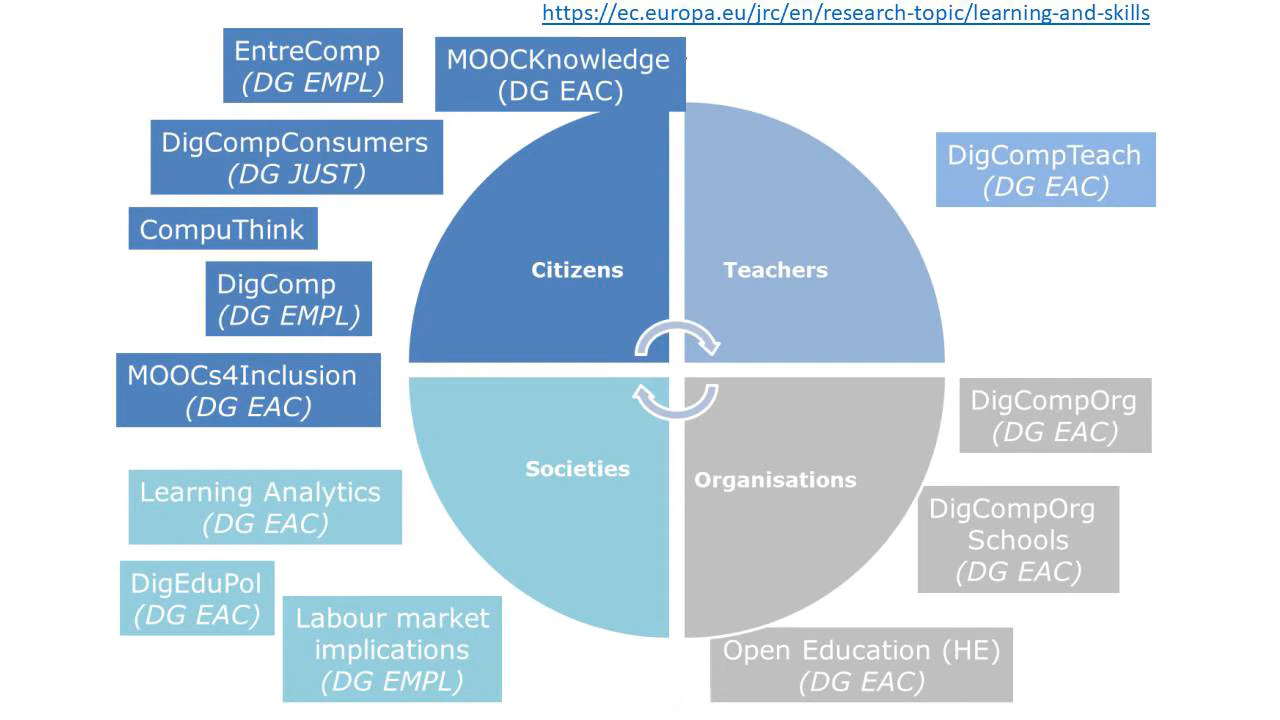 https://ec.europa.eu/jrc/en/research-topic/learning-and-skills
EntreComp
(DG EMPL)
MOOCKnowledge
(DG EAC)
DigCompConsumers
(DG JUST)
CompuThink
DigComp
(DG EMPL)
MOOCs4Inclusion
(DG EAC)
Citizens
Teachers
DigCompTeach
(DG EAC)
Societies
Organisations
Learning Analytics
(DG EAC)
DigEduPol
(DG EAC)
Labour market
implications
(DG EMPL)
DigCompOrg
(DG EAC)
DigCompOrg
Schools
(DG EAC)
Open Education (HE)
(DG EAC)